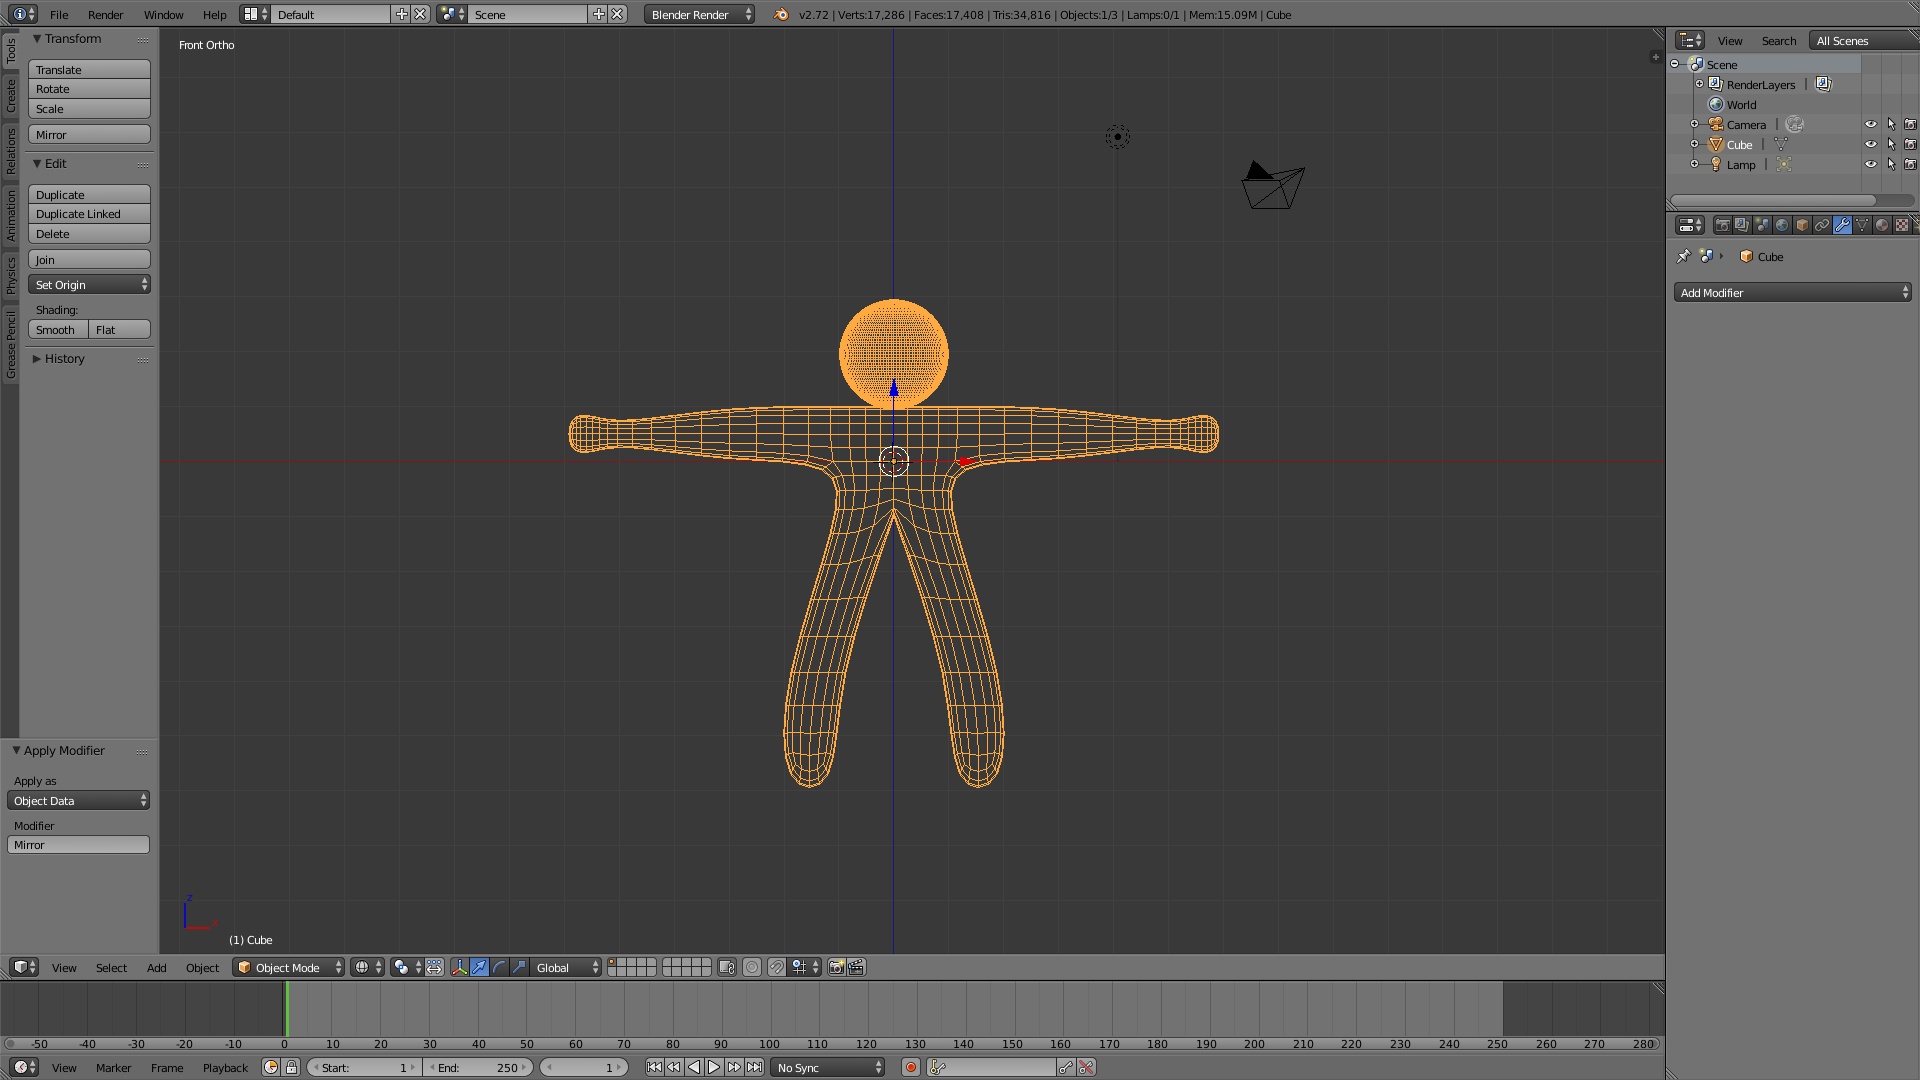 File Render Window Help Default Scene Blender Render v2.72 | Verts:17,286 | Faces:17,408 | Tris:34,816 | Objects:1/3 | Lamps:0/1 | Mem:15.09M | Cube
Tools
Create
Relations
Animation
Physics
Grease Pencil
Transform
Translate
Rotate
Scale
Mirror
Edit
Duplicate
Duplicate Linked
Delete
Join
Set Origin
Shading:
Smooth Flat
History
Apply Modifier
Apply as
Object Data
Modifier
Mirror
Front Ortho
z
x
(1) Cube
View Search All Scenes
Scene
RenderLayers |
World
Camera |
Cube |
Lamp |
Cube
Add Modifier
View Select Add Object Object Mode Global
-50 -40 -30 -20 -10 0 10 20 30 40 50 60 70 80 90 100 110 120 130 140 150 160 170 180 190 200 210 220 230 240 250 260 270 280
View Marker Frame Playback Start: 1 End: 250 1 No Sync